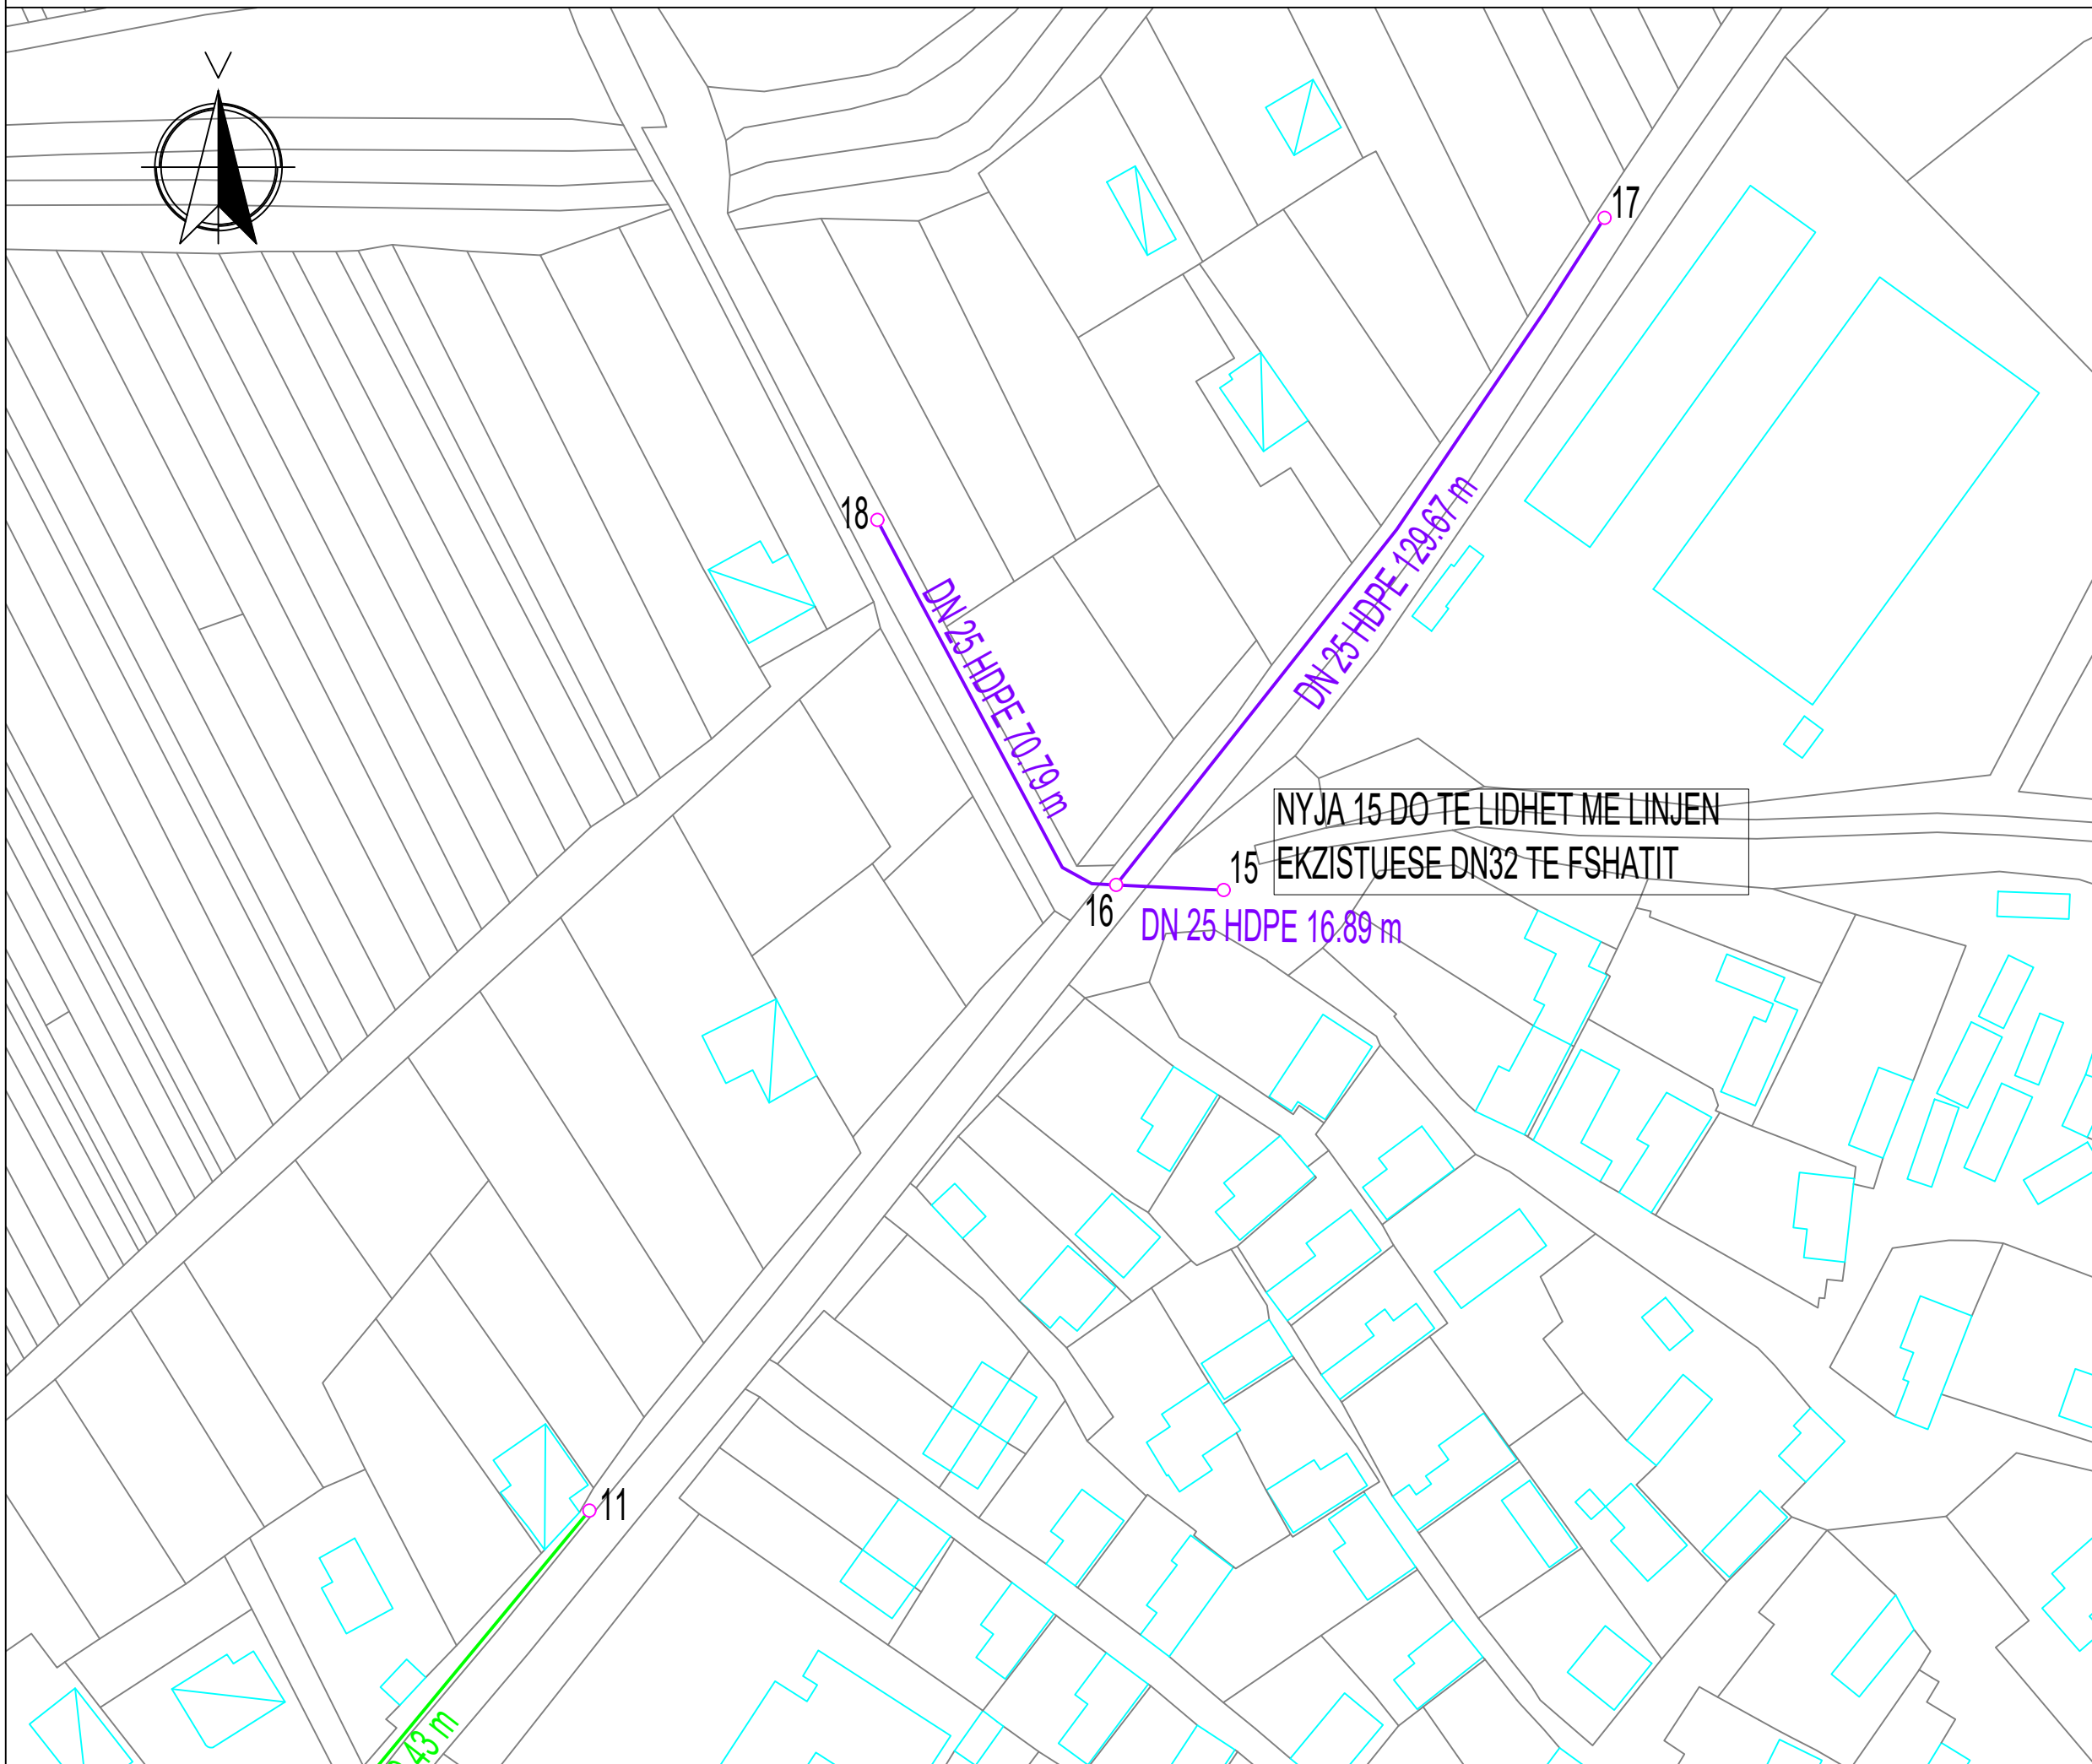 17
18
DN 25 HDPE 129.67 m
DN 25 HDPE 70.79 m
NYJA 15 DO TE LIDHET ME LINJEN
EKZISTUESE DN32 TE FSHATIT
15
16
DN 25 HDPE 16.89 m
11
43 m